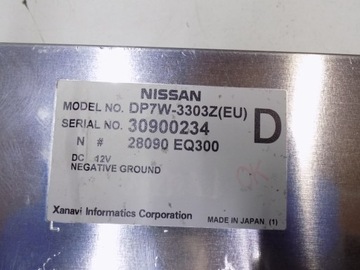 NISSAN
MODEL NO. DP7W-3303Z(EU)
SERIAL NO. 30900234 D
N # 28090 EQ300
DC 12V
NEGATIVE GROUND
OK
Xanavi Informatics Corporation MADE IN JAPAN (1)